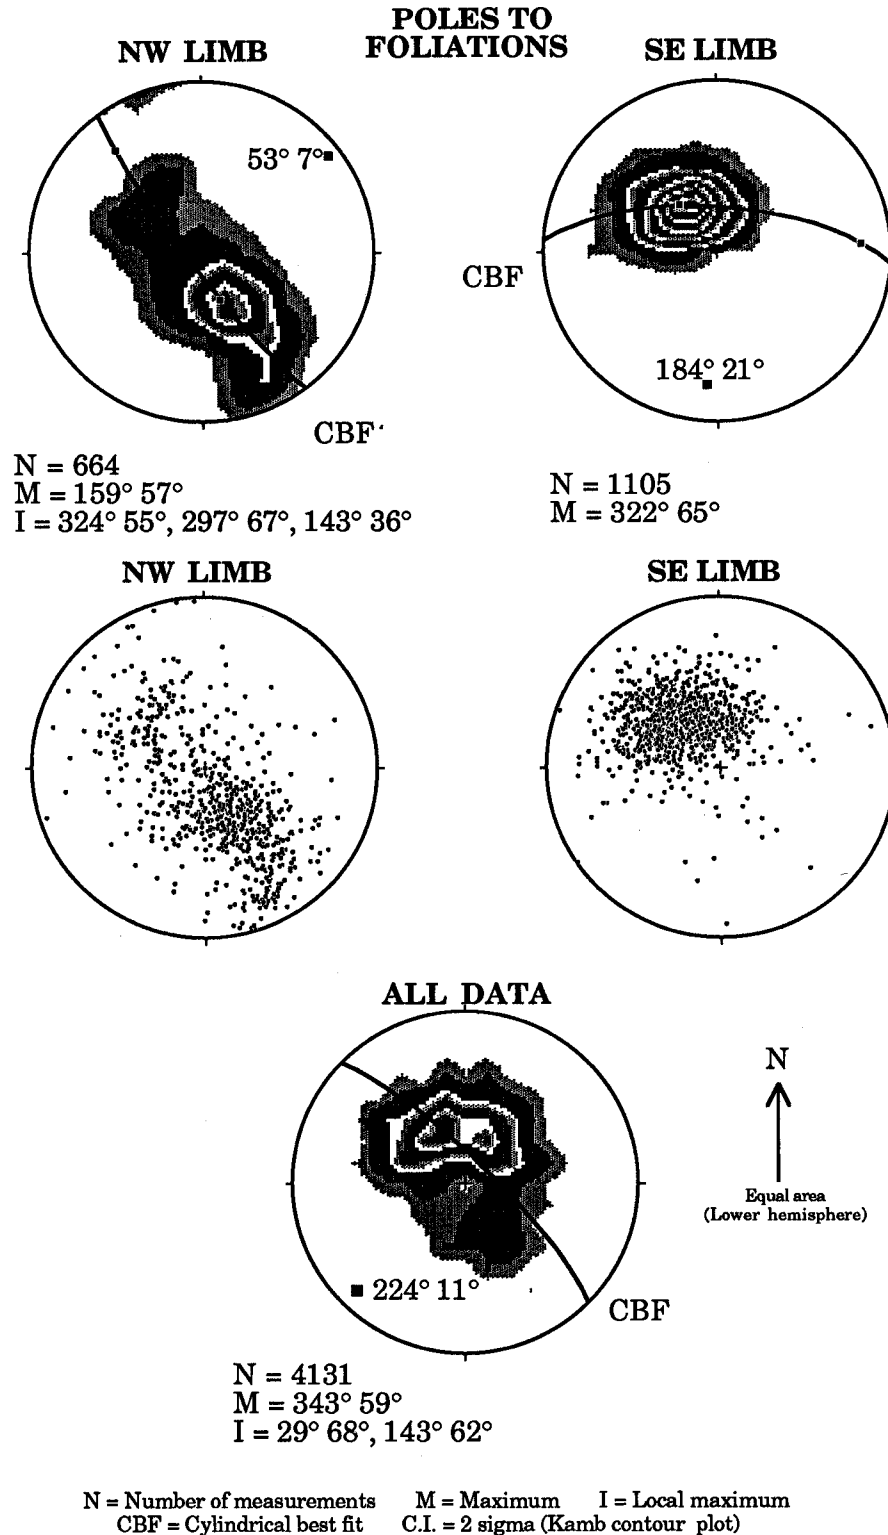 POLES TO
FOLIATIONS
NW LIMB
SE LIMB
53° 7°
CBF
184° 21°
CBF
N = 664
M = 159° 57°
I = 324° 55°, 297° 67°, 143° 36°
N = 1105
M = 322° 65°
NW LIMB
SE LIMB
ALL DATA
N
Equal area
(Lower hemisphere)
224° 11°
CBF
N = 4131
M = 343° 59°
I = 29° 68°, 143° 62°
N = Number of measurements M = Maximum I = Local maximum
CBF = Cylindrical best fit C.I. = 2 sigma (Kamb contour plot)